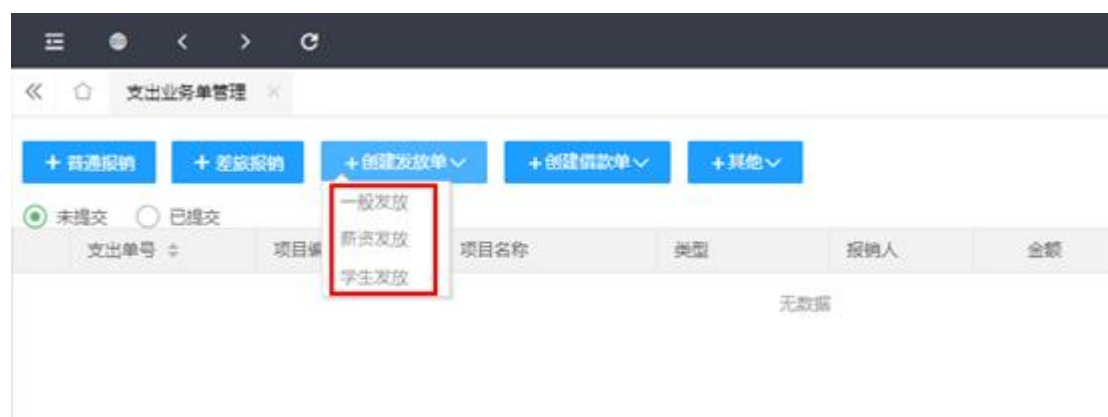 支出业务单管理
+ 普通报销 + 差旅报销 +创建发放单 +创建借款单 +其他
一般发放
薪资发放
学生发放
未提交 已提交
支出单号 项目编 项目名称 类型 报销人 金额
无数据